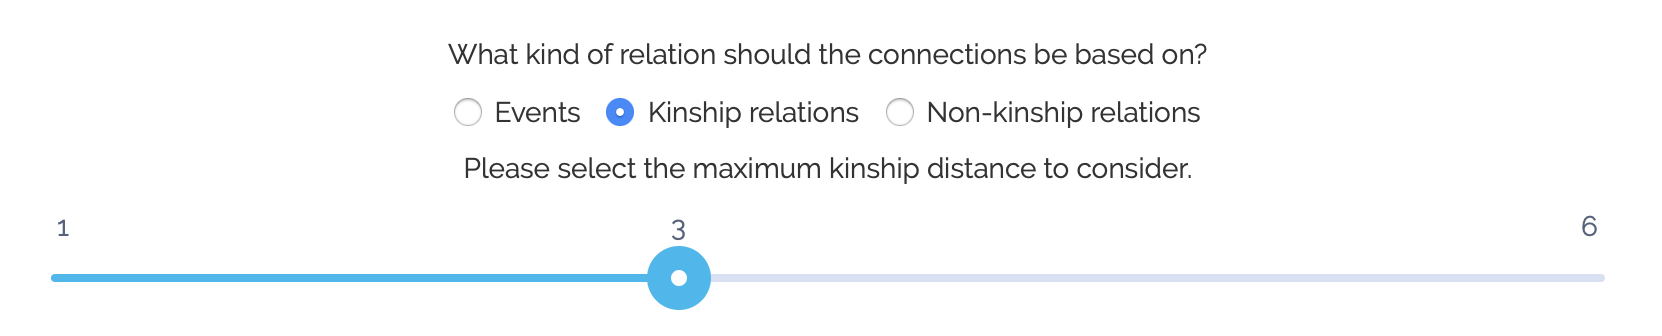 What kind of relation should the connections be based on?
Events Kinship relations Non-kinship relations
Please select the maximum kinship distance to consider.
1 3 6